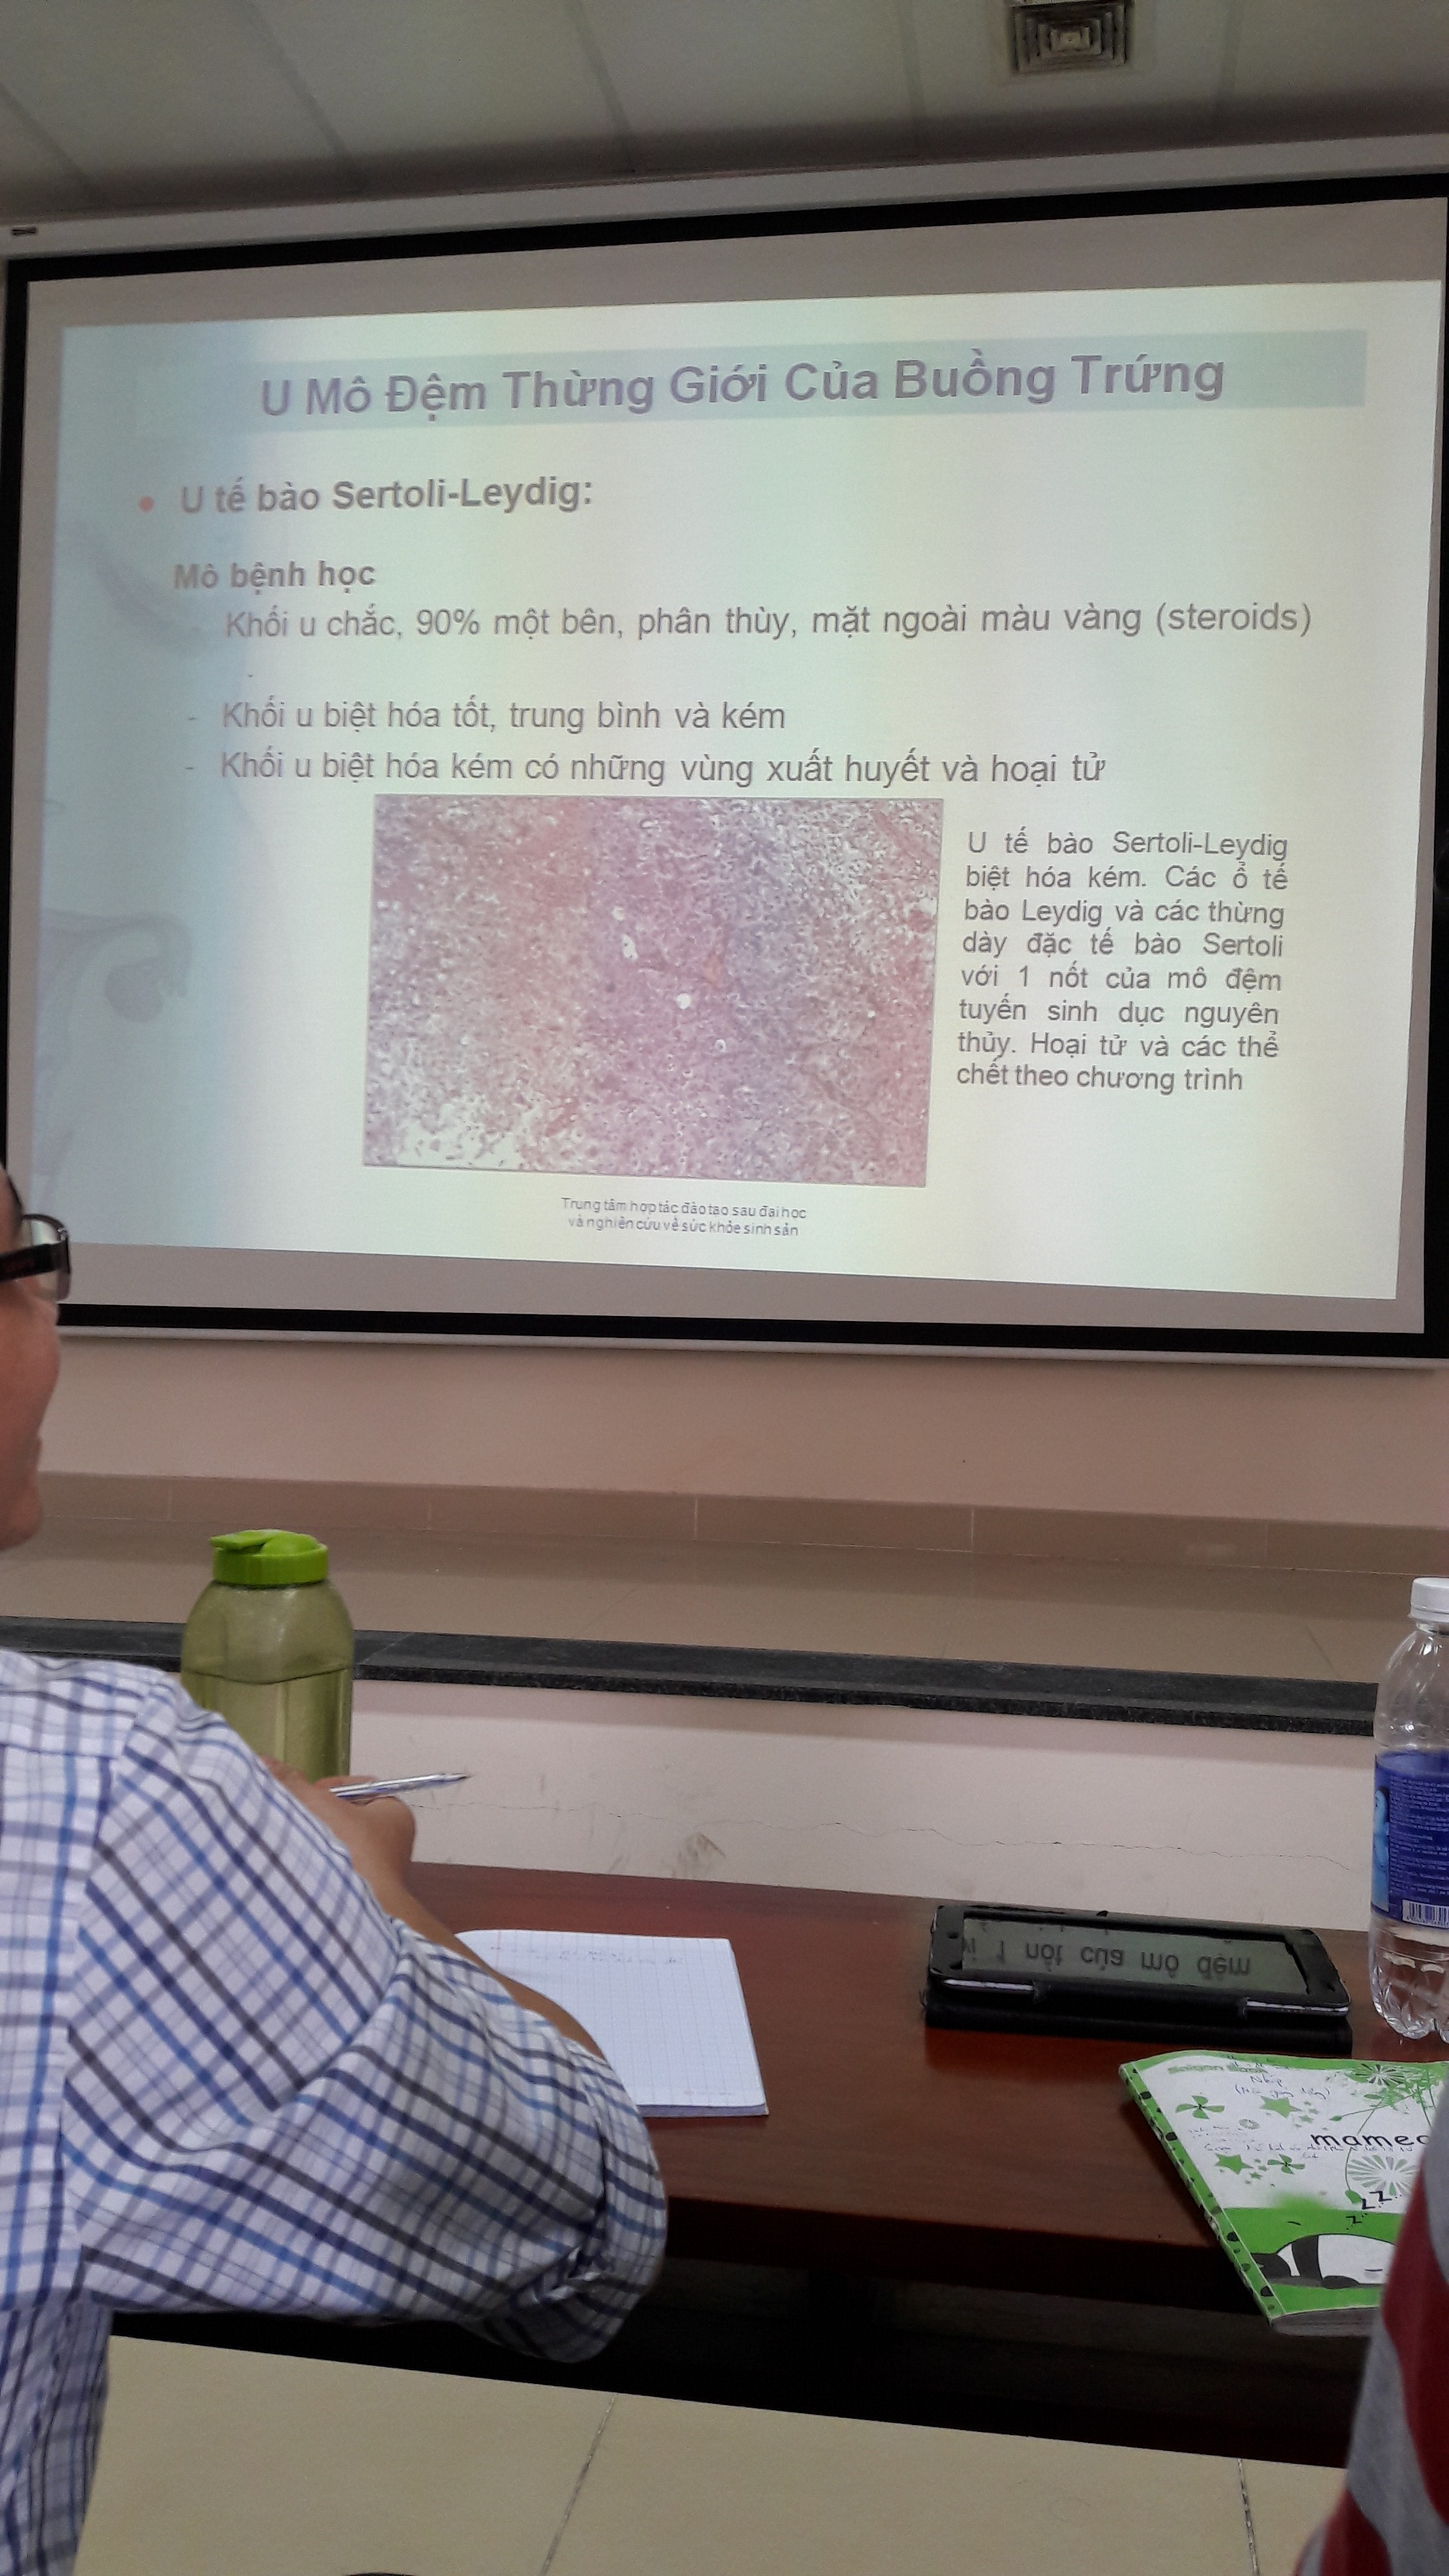 U Mô Đệm Thừng Giới Của Buồng Trứng
• U tế bào Sertoli-Leydig:
Mô bệnh học
- Khối u chắc, 90% một bên, phân thùy, mặt ngoài màu vàng (steroids)
.
- Khối u biệt hóa tốt, trung bình và kém
- Khối u biệt hóa kém có những vùng xuất huyết và hoại tử
U tế bào Sertoli-Leydig
biệt hóa kém. Các ổ tế
bào Leydig và các thừng
dày đặc tế bào Sertoli
với 1 nốt của mô đệm
tuyến sinh dục nguyên
thủy. Hoại tử và các thể
chết theo chương trình
Trung tâm hợp tác đào tạo sau đại học
và nghiên cứu về sức khỏe sinh sản
1 nốt của mô đệm
Nhập
z z z